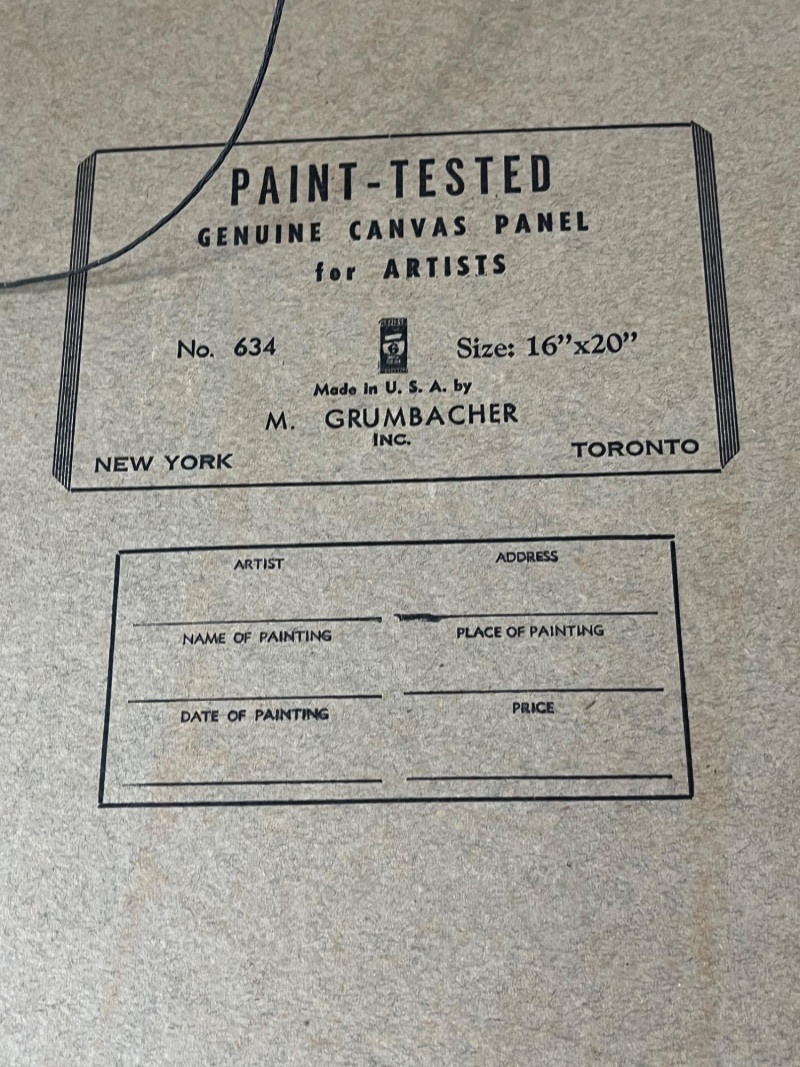 PAINT-TESTED
GENUINE CANVAS PANEL
for ARTISTS
No. 634 Size: 16”x20”
Made in U. S. A. by
M. GRUMBACHER
INC.
NEW YORK TORONTO
ARTIST ADDRESS
NAME OF PAINTING PLACE OF PAINTING
DATE OF PAINTING PRICE